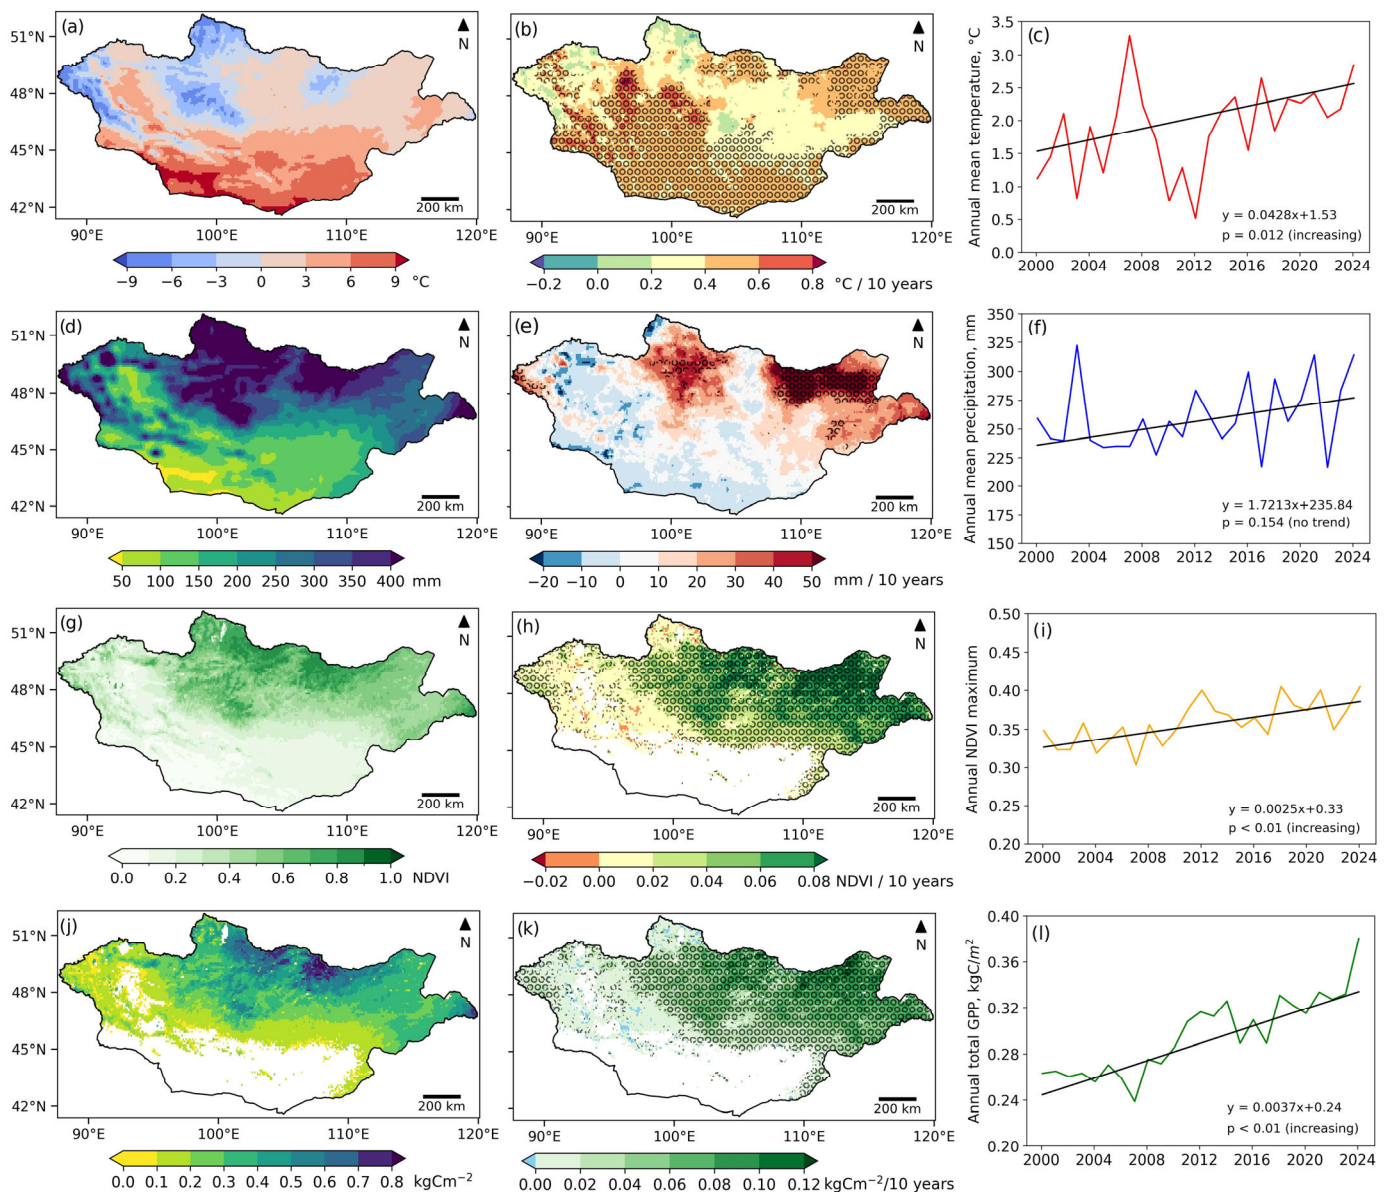 (a)
51°N
48°N
45°N
42°N
N
200 km
90°E 100°E 110°E 120°E
−9 −6 −3 0 3 6 9 °C
(b)
N
200 km
90°E 100°E 110°E 120°E
−0.2 0.0 0.2 0.4 0.6 0.8 °C / 10 years
(c)
Annual mean temperature, °C
3.5
3.0
2.5
2.0
1.5
1.0
0.5
0.0
y = 0.0428x+1.53
p = 0.012 (increasing)
2000 2004 2008 2012 2016 2020 2024
(d)
51°N
48°N
45°N
42°N
N
200 km
90°E 100°E 110°E 120°E
50 100 150 200 250 300 350 400 mm
(e)
N
200 km
90°E 100°E 110°E 120°E
−20 −10 0 10 20 30 40 50 mm / 10 years
(f)
Annual mean precipitation, mm
350
325
300
275
250
225
200
175
150
y = 1.7213x+235.84
p = 0.154 (no trend)
2000 2004 2008 2012 2016 2020 2024
(g)
51°N
48°N
45°N
42°N
N
200 km
90°E 100°E 110°E 120°E
0.0 0.2 0.4 0.6 0.8 1.0 NDVI
(h)
N
200 km
90°E 100°E 110°E 120°E
−0.02 0.00 0.02 0.04 0.06 0.08 NDVI / 10 years
(i)
Annual NDVI maximum
0.50
0.45
0.40
0.35
0.30
0.25
0.20
y = 0.0025x+0.33
p < 0.01 (increasing)
2000 2004 2008 2012 2016 2020 2024
(j)
51°N
48°N
45°N
42°N
N
200 km
90°E 100°E 110°E 120°E
0.0 0.1 0.2 0.3 0.4 0.5 0.6 0.7 0.8 kgCm⁻²
(k)
N
200 km
90°E 100°E 110°E 120°E
0.00 0.02 0.04 0.06 0.08 0.10 0.12 kgCm⁻²/10 years
(l)
Annual total GPP, kgC/m²
0.40
0.36
0.32
0.28
0.24
0.20
y = 0.0037x+0.24
p < 0.01 (increasing)
2000 2004 2008 2012 2016 2020 2024